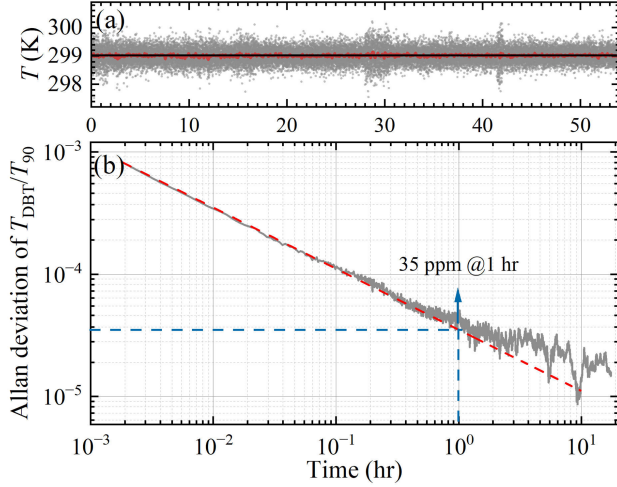 (a)
T (K)
300
299
298
0 10 20 30 40 50
(b)
Allan deviation of T_DBT/T_90
10⁻³
10⁻⁴
10⁻⁵
35 ppm @1 hr
10⁻³ 10⁻² 10⁻¹ 10⁰ 10¹
Time (hr)